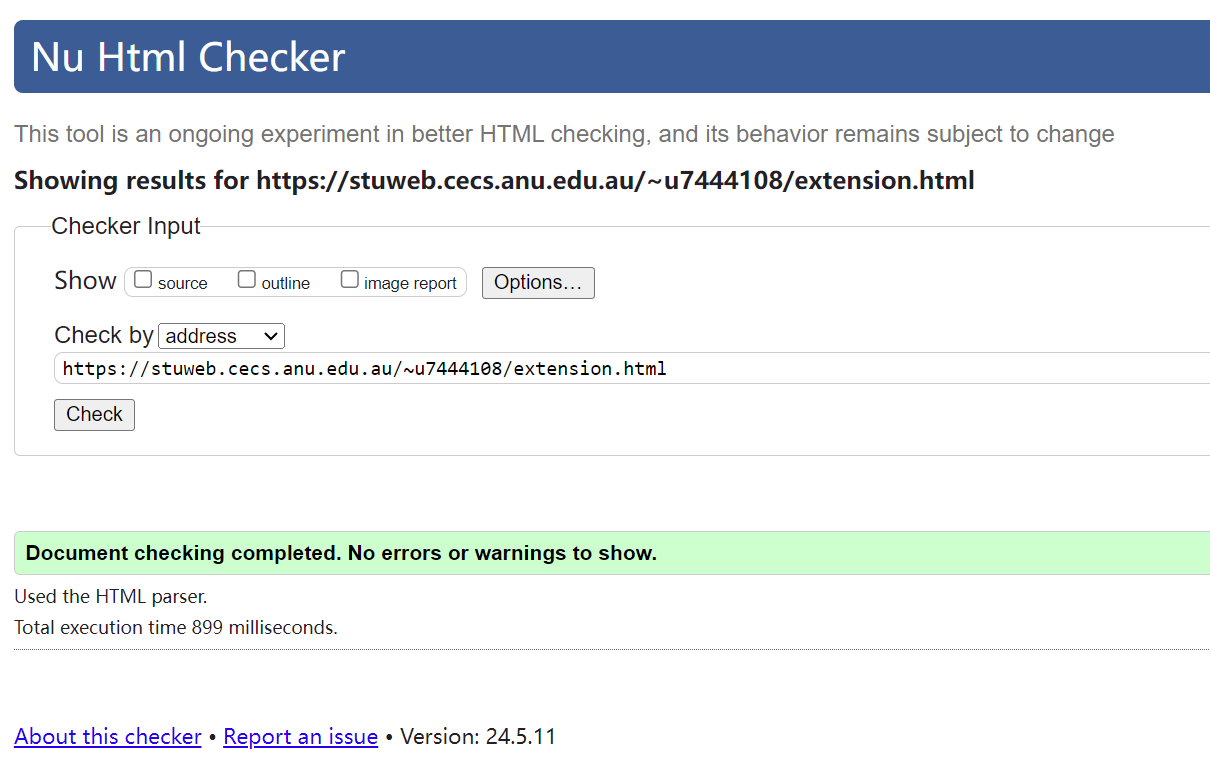 Nu Html Checker
This tool is an ongoing experiment in better HTML checking, and its behavior remains subject to change
Showing results for https://stuweb.cecs.anu.edu.au/~u7444108/extension.html
Checker Input
Show source outline image report Options...
Check by address
https://stuweb.cecs.anu.edu.au/~u7444108/extension.html
Check
Document checking completed. No errors or warnings to show.
Used the HTML parser.
Total execution time 899 milliseconds.
About this checker • Report an issue • Version: 24.5.11